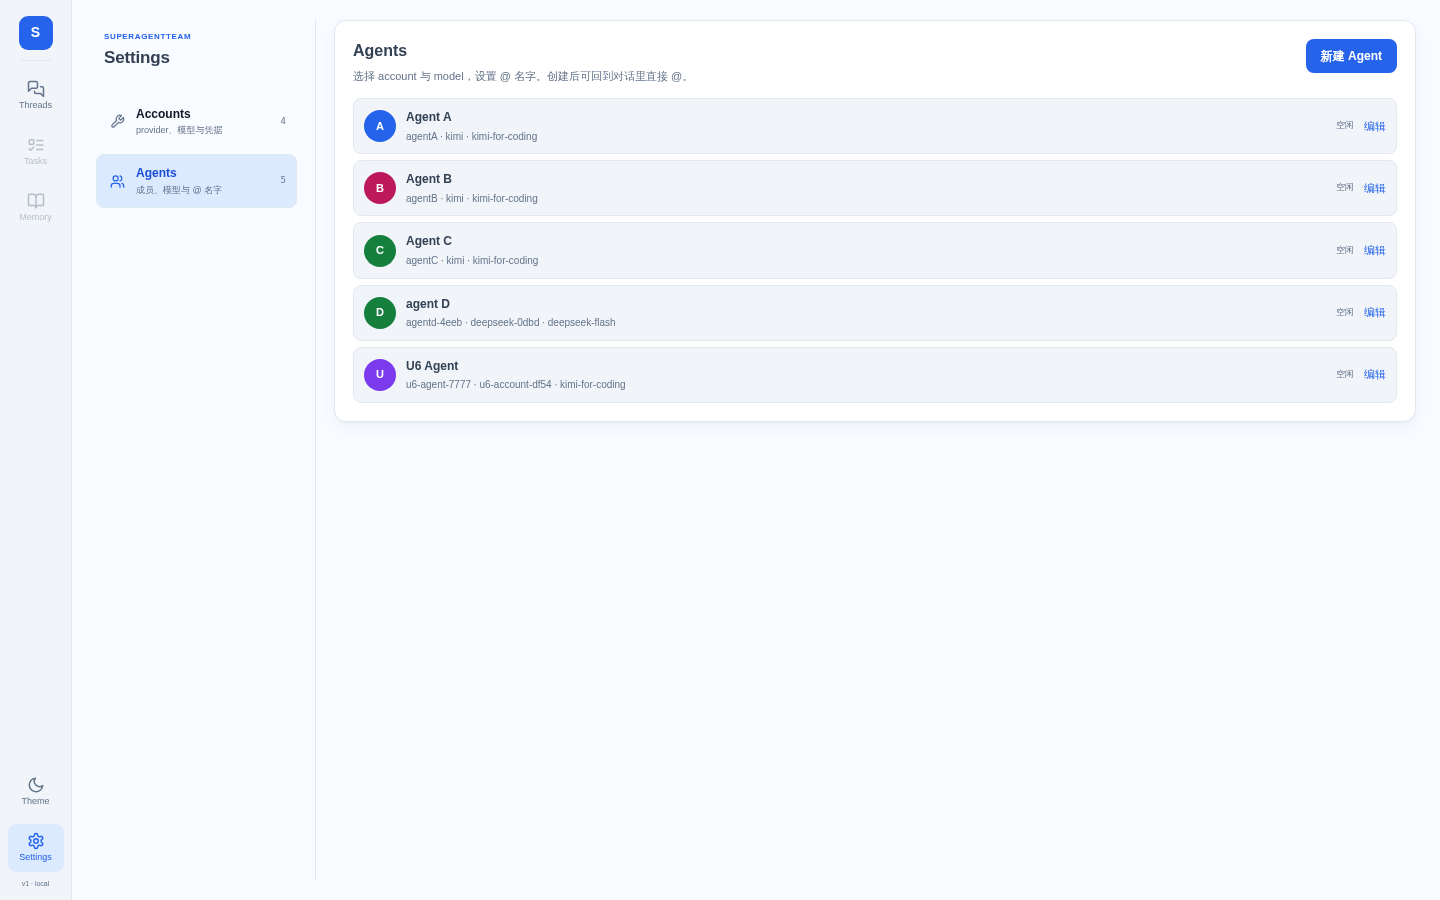 S
Threads
Tasks
Memory
Theme
Settings
v1 · local
SUPERAGENTTEAM
Settings
Accounts
provider、模型与凭据
4
Agents
成员、模型与 @ 名字
5
Agents
选择 account 与 model，设置 @ 名字。创建后可回到对话里直接 @。
新建 Agent
A
Agent A
agentA · kimi · kimi-for-coding
空闲 编辑
B
Agent B
agentB · kimi · kimi-for-coding
空闲 编辑
C
Agent C
agentC · kimi · kimi-for-coding
空闲 编辑
D
agent D
agentd-4eeb · deepseek-0dbd · deepseek-flash
空闲 编辑
U
U6 Agent
u6-agent-7777 · u6-account-df54 · kimi-for-coding
空闲 编辑